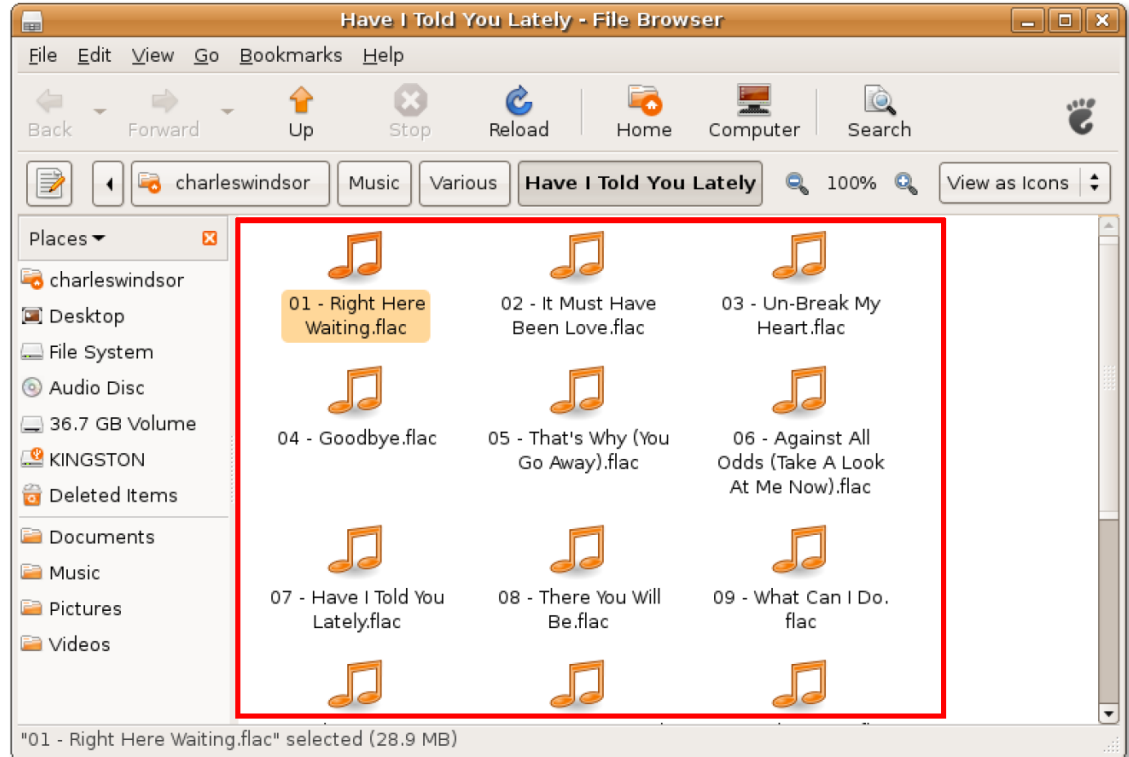 Have I Told You Lately - File Browser
File Edit View Go Bookmarks Help
Back Forward Up Stop Reload Home Computer Search
charleswindsor Music Various Have I Told You Lately 100% View as Icons
Places
charleswindsor
Desktop
File System
Audio Disc
36.7 GB Volume
KINGSTON
Deleted Items
Documents
Music
Pictures
Videos
01 - Right Here
Waiting.flac
02 - It Must Have
Been Love.flac
03 - Un-Break My
Heart.flac
04 - Goodbye.flac
05 - That's Why (You
Go Away).flac
06 - Against All
Odds (Take A Look
At Me Now).flac
07 - Have I Told You
Lately.flac
08 - There You Will
Be.flac
09 - What Can I Do.
flac
"01 - Right Here Waiting.flac" selected (28.9 MB)